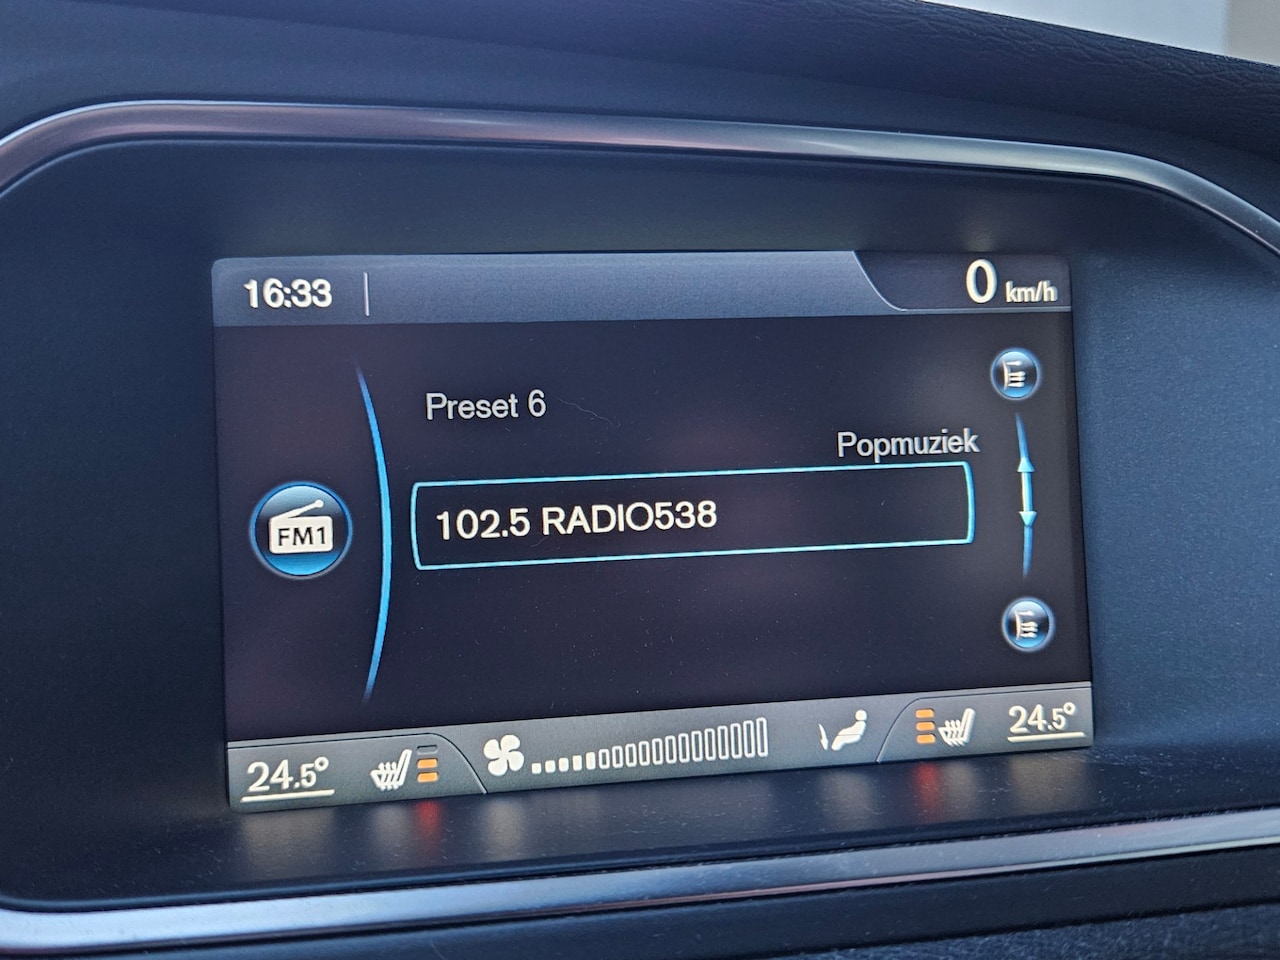 16:33
0 km/h
Preset 6
Popmuziek
FM1
102.5 RADIO538
24.5°
24.5°